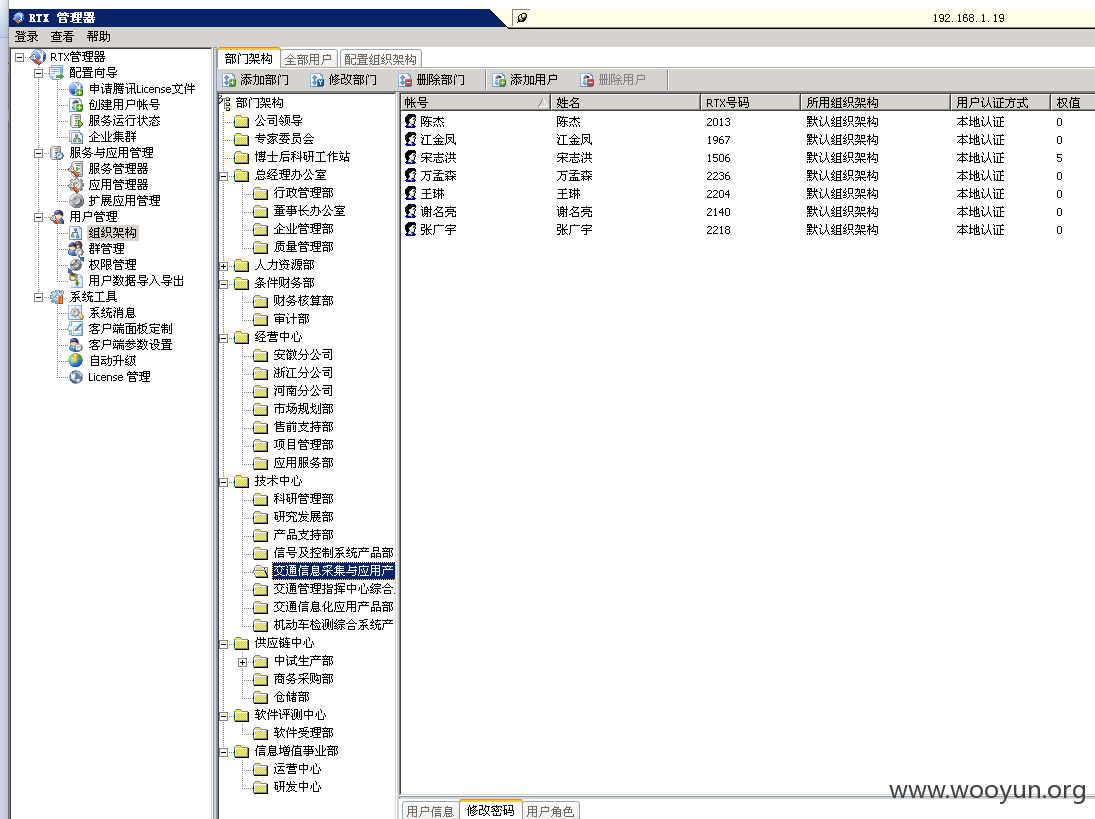 RTX 管理器
192.168.1.19
登录 查看 帮助
RTX管理器
配置向导
申请腾讯License文件
创建用户帐号
服务运行状态
企业集群
服务与应用管理
服务管理器
应用管理器
扩展应用管理
用户管理
组织架构
群管理
权限管理
用户数据导入导出
系统工具
系统消息
客户端面板定制
客户端参数设置
自动升级
License 管理
部门架构 全部用户 配置组织架构
添加部门 修改部门 删除部门 添加用户 删除用户
部门架构
公司领导
专家委员会
博士后科研工作站
总经理办公室
行政管理部
董事长办公室
企业管理部
质量管理部
人力资源部
条件财务部
财务核算部
审计部
经营中心
安徽分公司
浙江分公司
河南分公司
市场规划部
售前支持部
项目管理部
应用服务部
技术中心
科研管理部
研究发展部
产品支持部
信号及控制系统产品部
交通信息采集与应用产
交通管理指挥中心综合
交通信息化应用产品部
机动车检测综合系统产
供应链中心
中试生产部
商务采购部
仓储部
软件评测中心
软件受理部
信息增值事业部
运营中心
研发中心
帐号 姓名 RTX号码 所用组织架构 用户认证方式 权值
陈杰 陈杰 2013 默认组织架构 本地认证 0
江金凤 江金凤 1967 默认组织架构 本地认证 0
宋志洪 宋志洪 1506 默认组织架构 本地认证 5
万孟森 万孟森 2236 默认组织架构 本地认证 0
王琳 王琳 2204 默认组织架构 本地认证 0
谢名亮 谢名亮 2140 默认组织架构 本地认证 0
张广宇 张广宇 2218 默认组织架构 本地认证 0
用户信息 修改密码 用户角色
www.wooyun.org